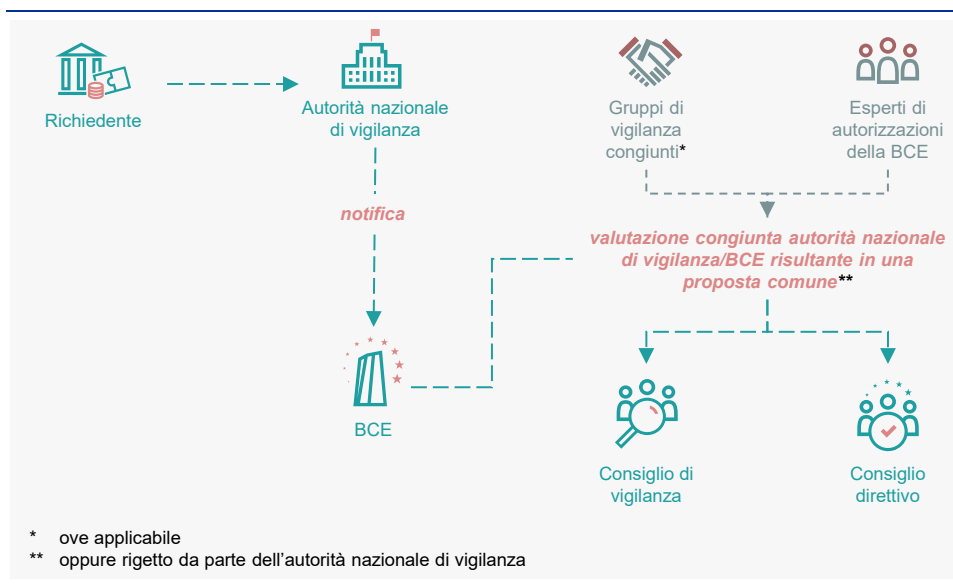 Richiedente
Autorità nazionale
di vigilanza
Gruppi di
vigilanza
congiunti*
Esperti di
autorizzazioni
della BCE
notifica
valutazione congiunta autorità nazionale
di vigilanza/BCE risultante in una
proposta comune**
BCE
Consiglio di
vigilanza
Consiglio
direttivo
* ove applicabile
** oppure rigetto da parte dell'autorità nazionale di vigilanza